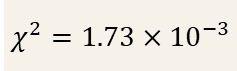 χ² = 1.73 × 10⁻³